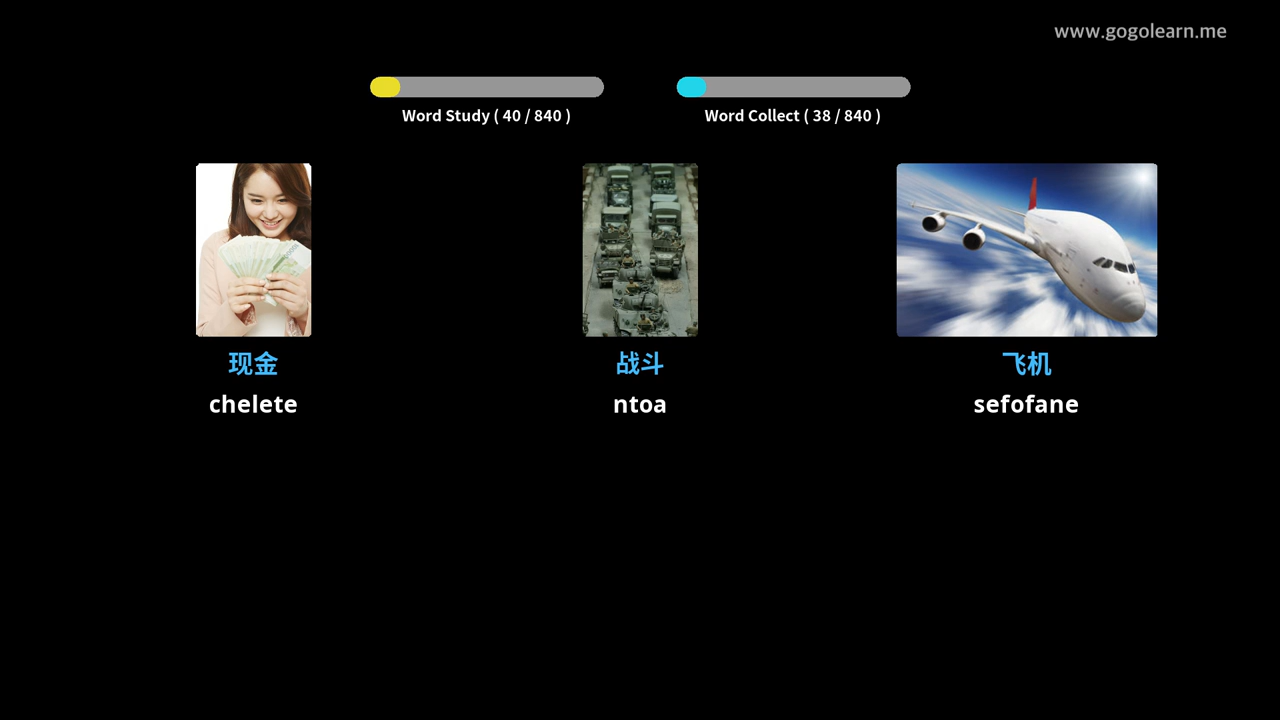 www.gogolearn.me
Word Study ( 40 / 840 )
Word Collect ( 38 / 840 )
现金
战斗
飞机
chelete
ntoa
sefofane